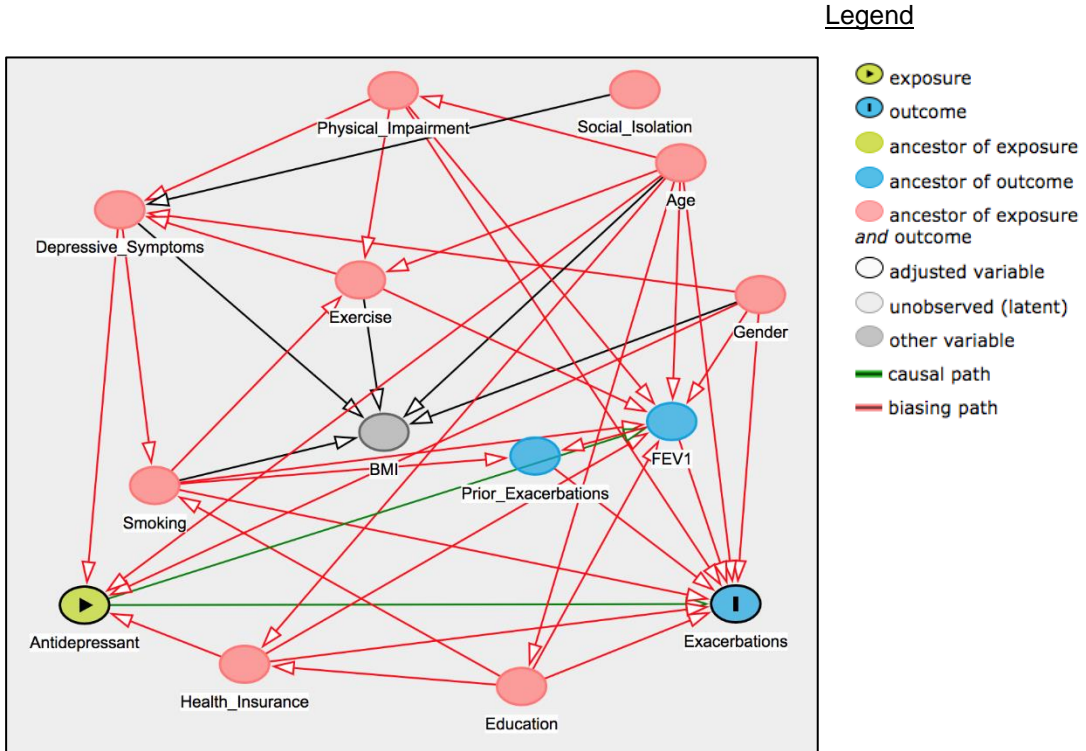 Legend
exposure
outcome
ancestor of exposure
ancestor of outcome
ancestor of exposure
and outcome
adjusted variable
unobserved (latent)
other variable
causal path
biasing path
Physical_Impairment
Social_Isolation
Age
Depressive_Symptoms
Exercise
Gender
BMI
FEV1
Prior_Exacerbations
Smoking
Antidepressant
Exacerbations
Health_Insurance
Education